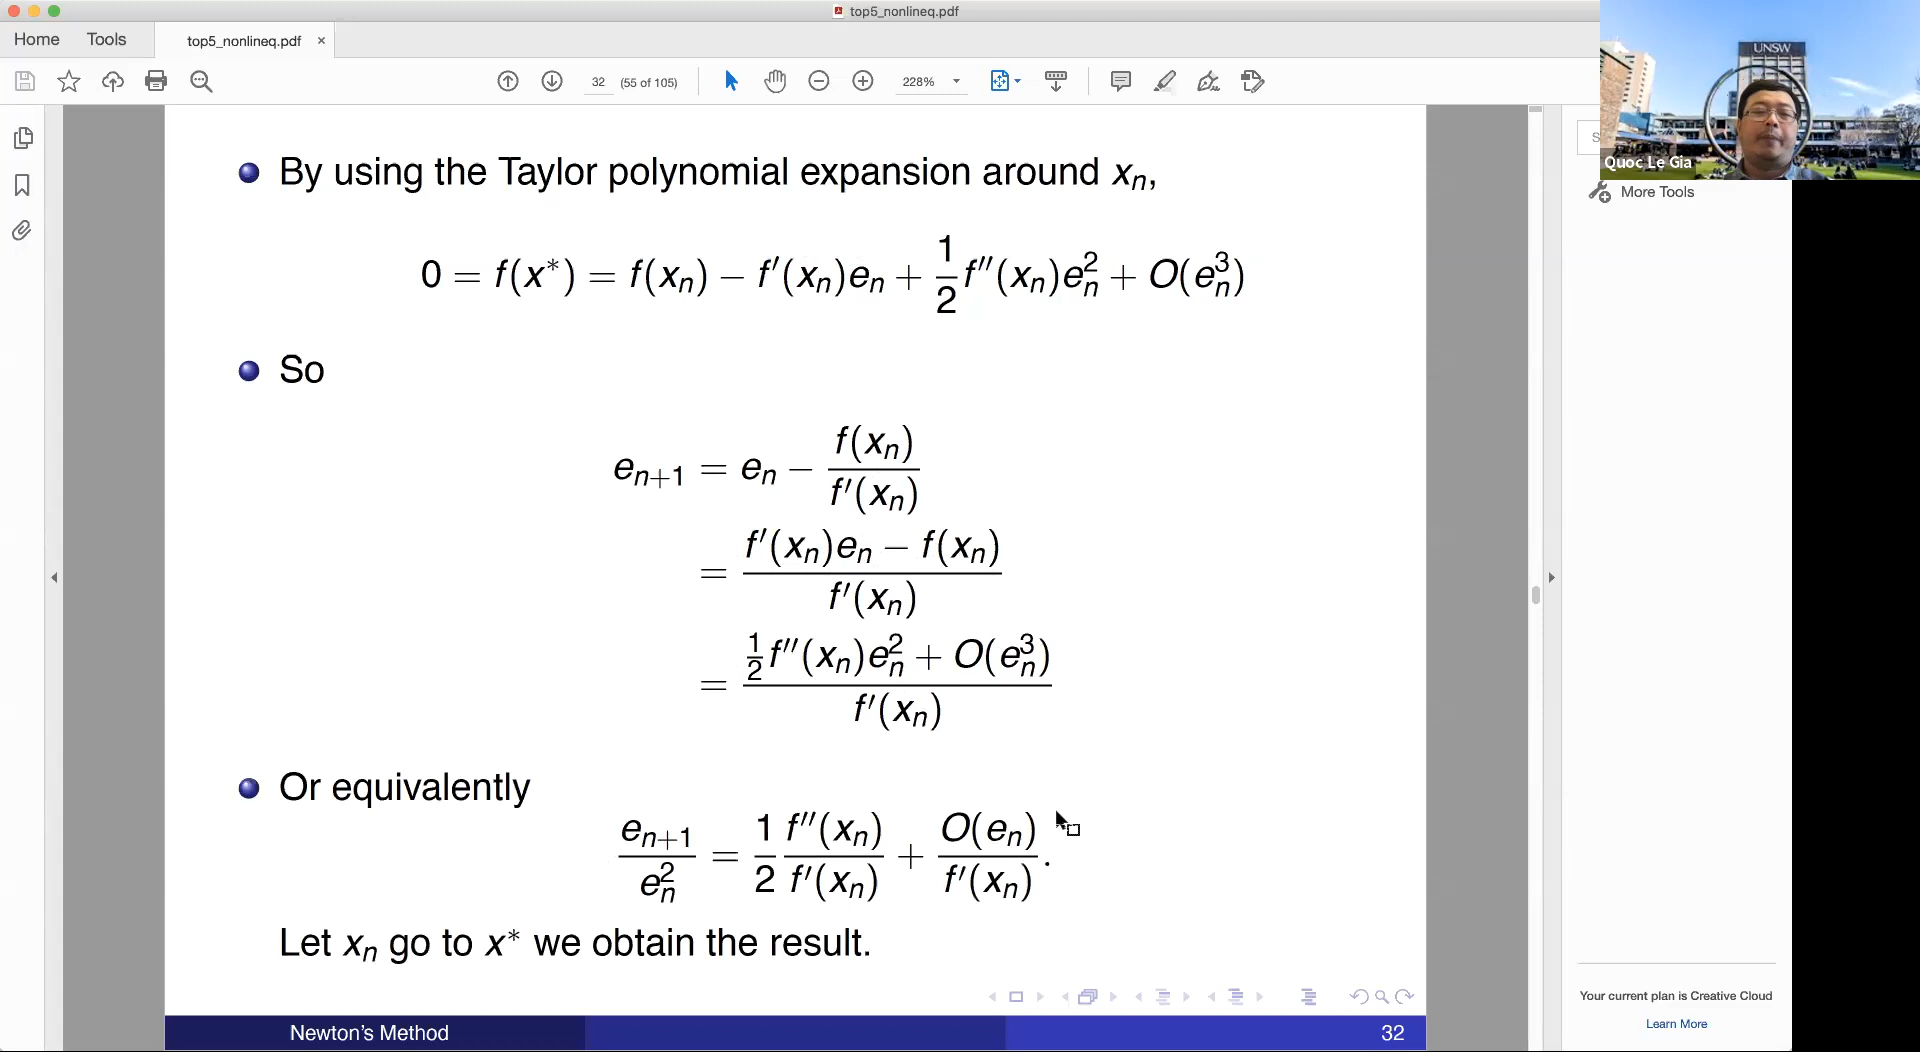 top5_nonlineq.pdf
Home Tools top5_nonlineq.pdf ×
32 (55 of 105) 228%
UNSW
Quoc Le Gia
S
More Tools
By using the Taylor polynomial expansion around xₙ,
0 = f(x*) = f(xₙ) − f′(xₙ)eₙ + 1/2 f″(xₙ)eₙ² + O(eₙ³)
So
eₙ₊₁ = eₙ − f(xₙ)/f′(xₙ)
= (f′(xₙ)eₙ − f(xₙ))/f′(xₙ)
= (1/2 f″(xₙ)eₙ² + O(eₙ³))/f′(xₙ)
Or equivalently
eₙ₊₁/eₙ² = 1/2 f″(xₙ)/f′(xₙ) + O(eₙ)/f′(xₙ).
Let xₙ go to x* we obtain the result.
Newton's Method 32
Your current plan is Creative Cloud
Learn More